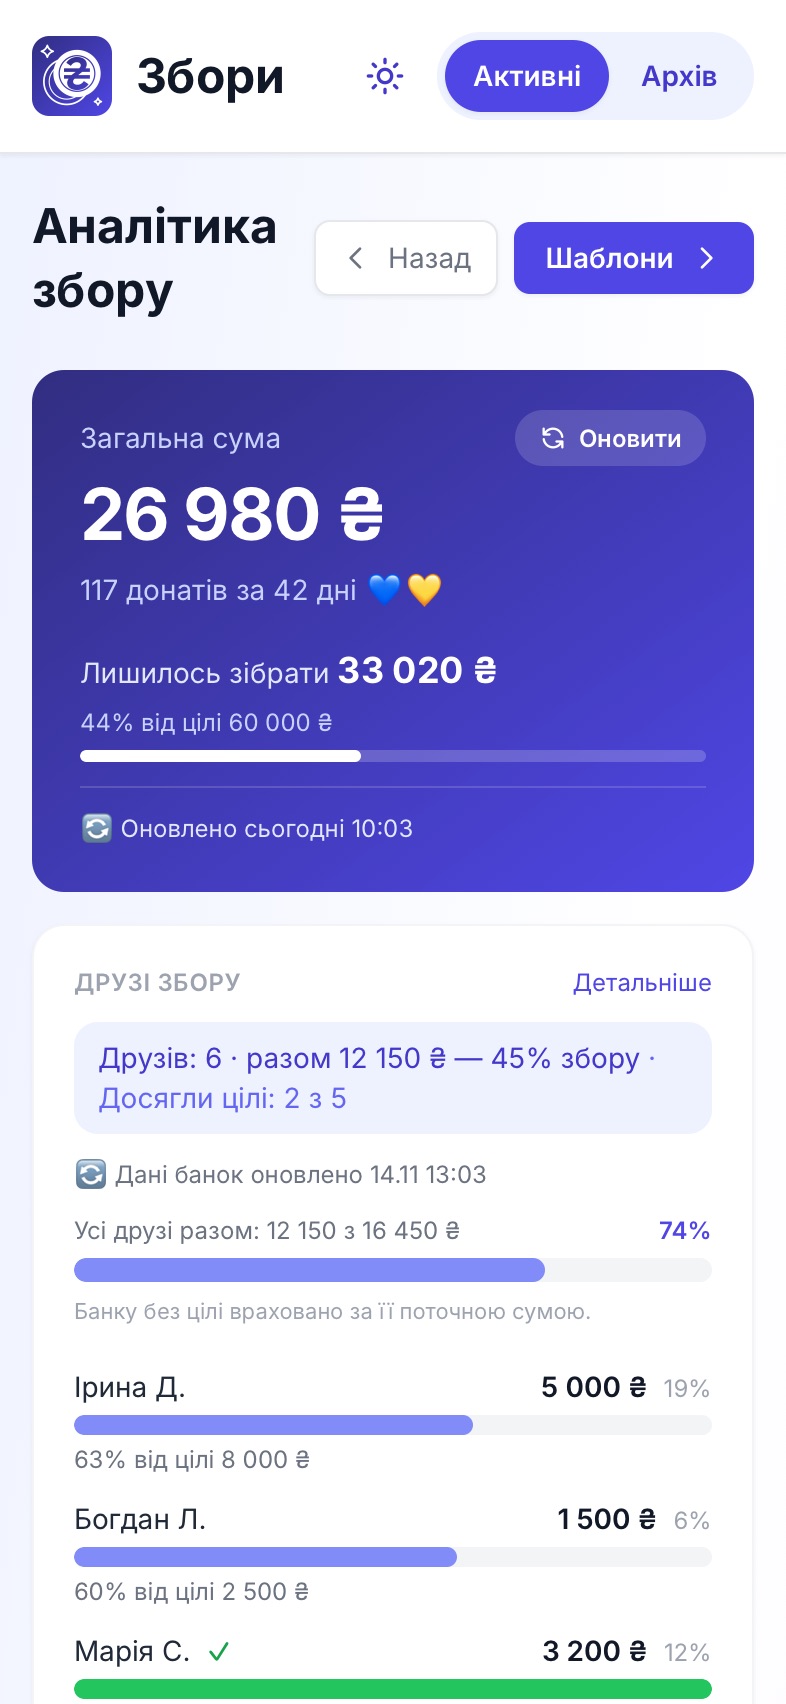 Збори
Активні
Архів
Аналітика
збору
Назад
Шаблони
Загальна сума
Оновити
26 980 ₴
117 донатів за 42 дні 💙💛
Лишилось зібрати 33 020 ₴
44% від цілі 60 000 ₴
🔄 Оновлено сьогодні 10:03
ДРУЗІ ЗБОРУ
Детальніше
Друзів: 6 · разом 12 150 ₴ — 45% збору ·
Досягли цілі: 2 з 5
🔄 Дані банок оновлено 14.11 13:03
Усі друзі разом: 12 150 з 16 450 ₴
74%
Банку без цілі враховано за її поточною сумою.
Ірина Д.
5 000 ₴ 19%
63% від цілі 8 000 ₴
Богдан Л.
1 500 ₴ 6%
60% від цілі 2 500 ₴
Марія С. ✓
3 200 ₴ 12%